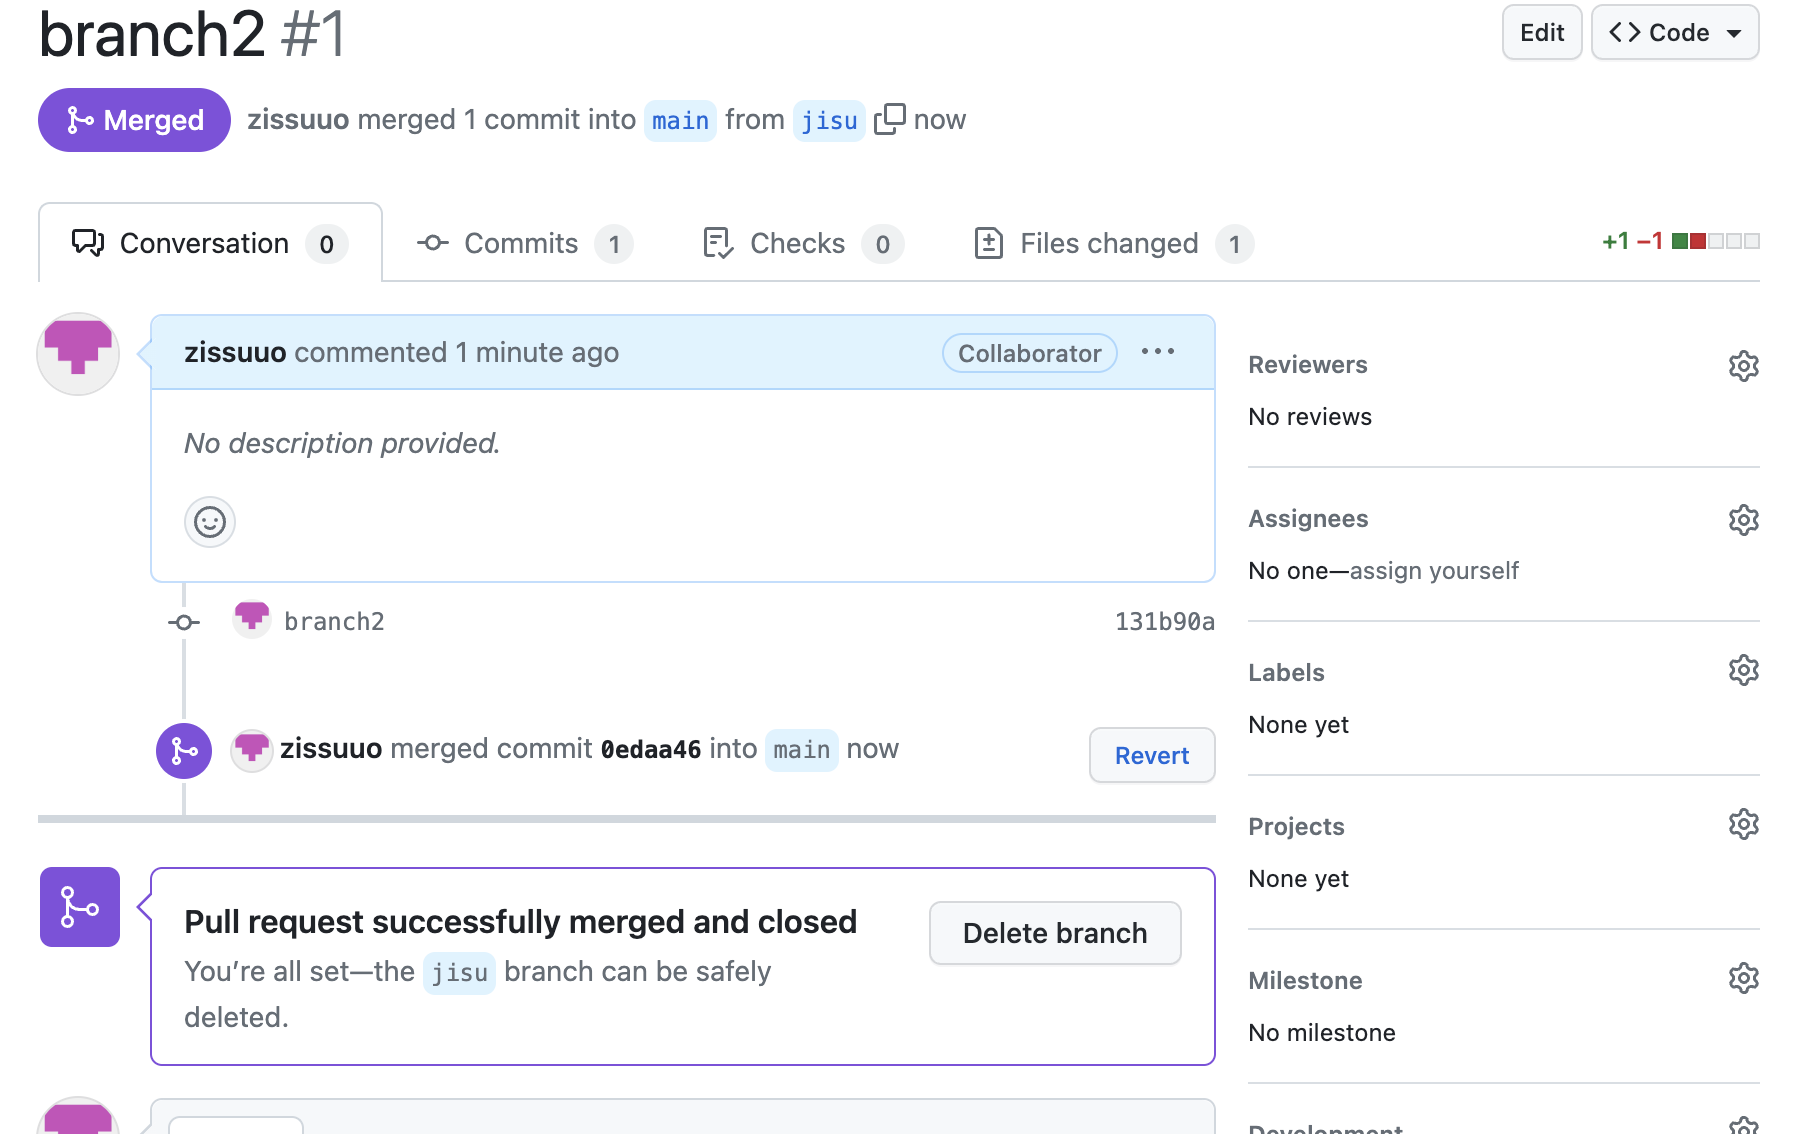 branch2 #1
Edit
<> Code
Merged
zissuuo merged 1 commit into main from jisu now
Conversation 0
Commits 1
Checks 0
Files changed 1
+1 −1
zissuuo commented 1 minute ago
Collaborator
No description provided.
branch2
131b90a
zissuuo merged commit 0edaa46 into main now
Revert
Pull request successfully merged and closed
You’re all set—the jisu branch can be safely
deleted.
Delete branch
Reviewers
No reviews
Assignees
No one—assign yourself
Labels
None yet
Projects
None yet
Milestone
No milestone
Development